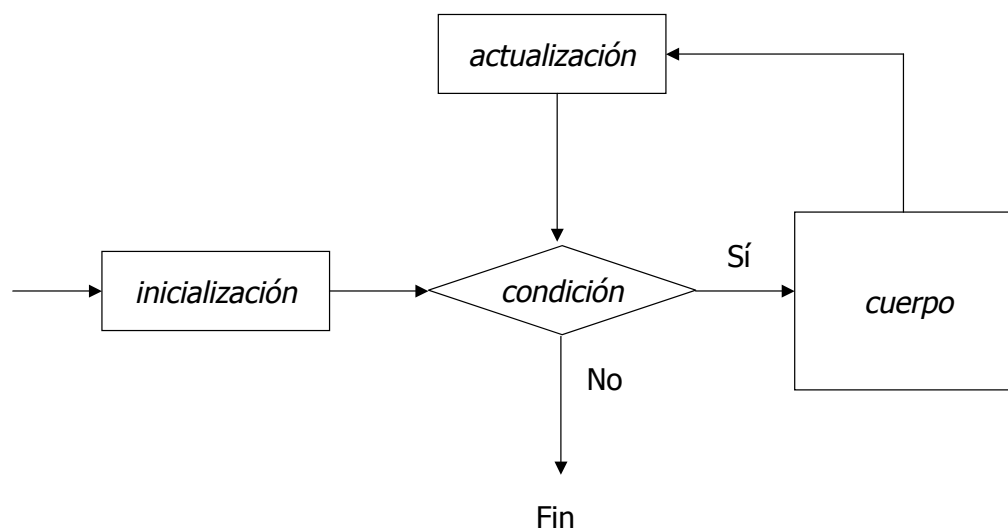 actualización
inicialización
condición
Sí
cuerpo
No
Fin